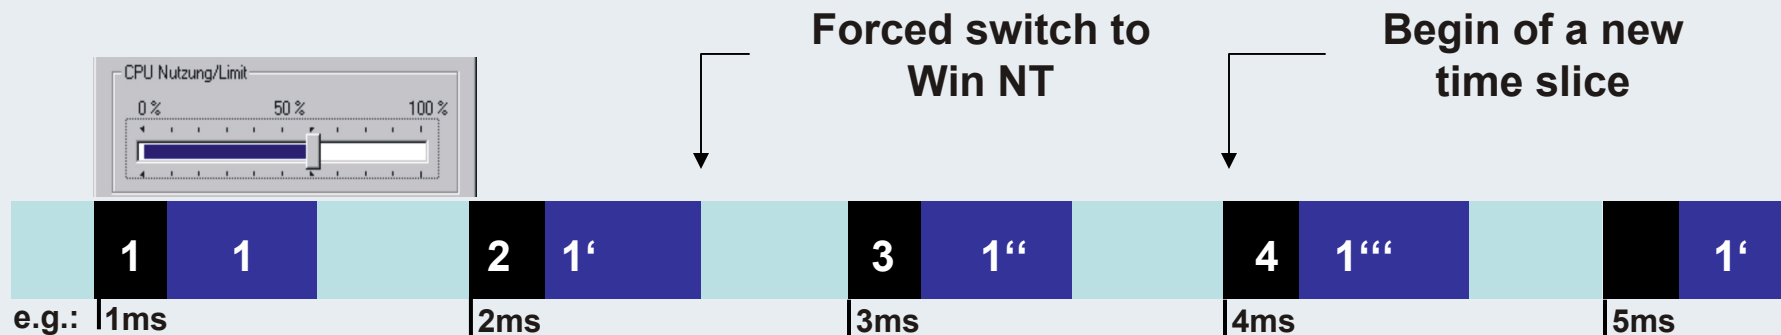 Forced switch to
Win NT
Begin of a new
time slice
CPU Nutzung/Limit
0 % 50 % 100 %
1 1 2 1‘ 3 1“ 4 1“‘ 1‘
e.g.: 1ms 2ms 3ms 4ms 5ms